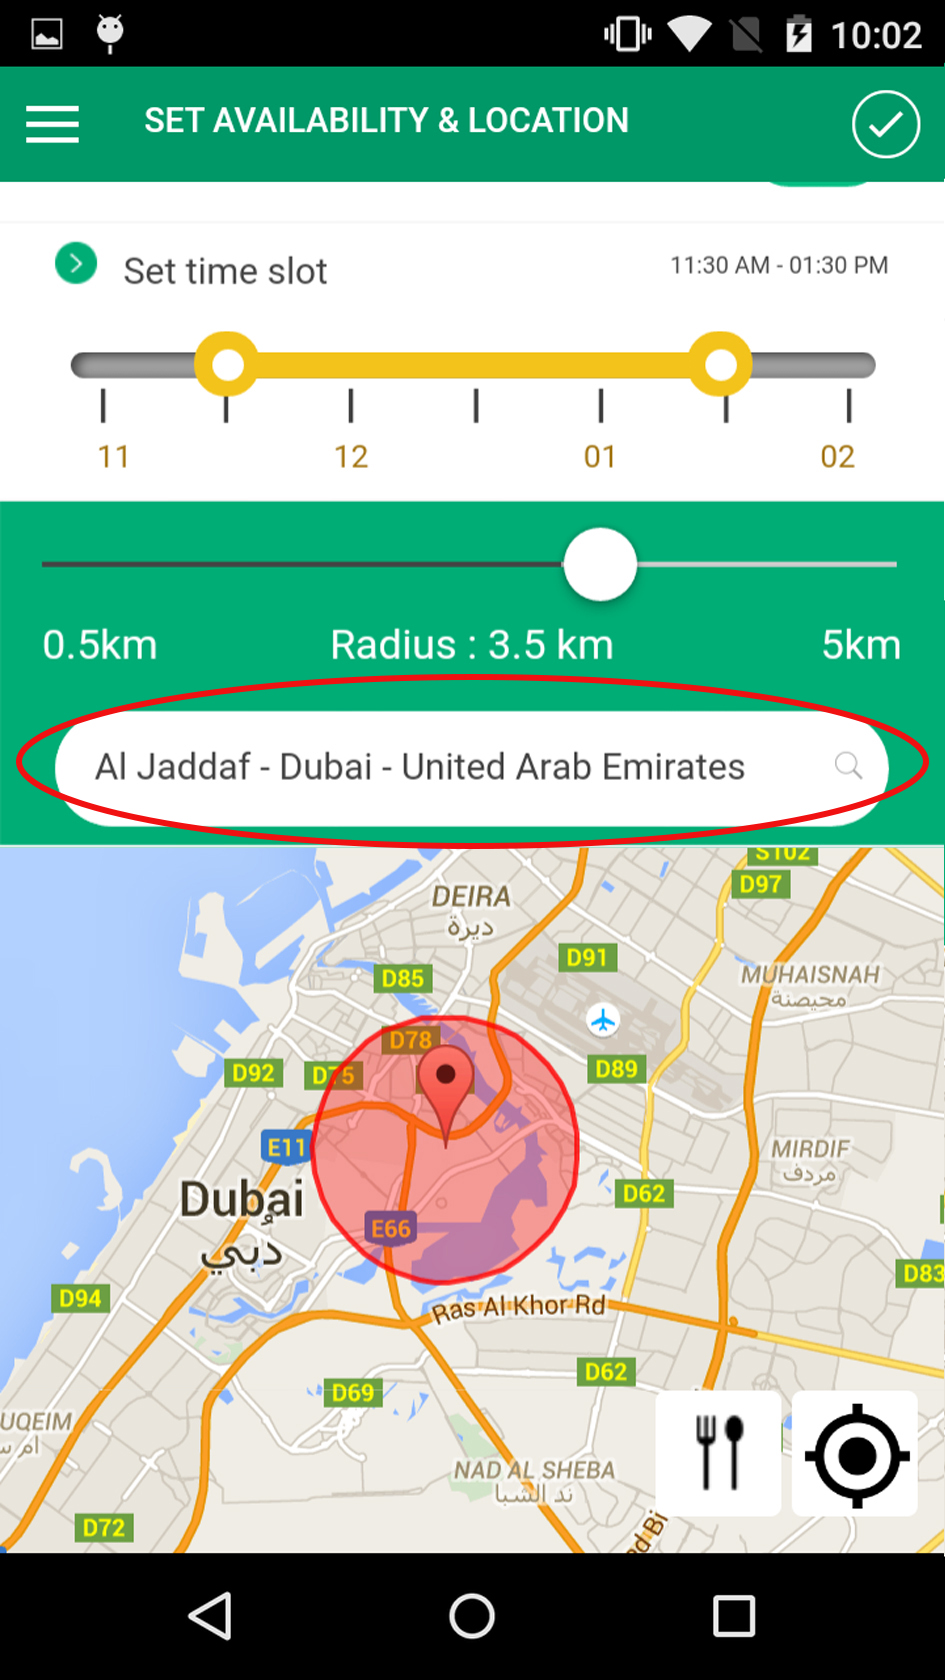 10:02
SET AVAILABILITY & LOCATION
Set time slot
11:30 AM - 01:30 PM
11 12 01 02
0.5km Radius : 3.5 km 5km
Al Jaddaf - Dubai - United Arab Emirates
S102
D97
DEIRA
ديرة
D91
D85
MUHAISNAH
محيصنة
D78
D92
D75
D89
E11
MIRDIF
مردف
Dubai
دُبي
D62
E66
D83
D94
Ras Al Khor Rd
D62
D69
UQEIM
NAD AL SHEBA
ند الشبا
D72